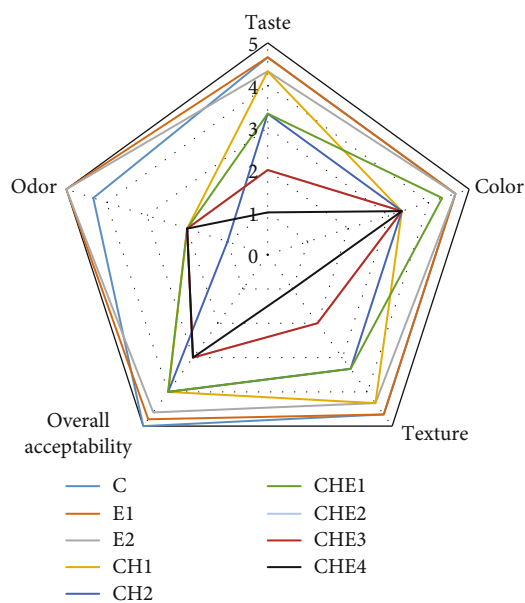 Taste
5
4
3
2
1
0
Odor
Color
Overall
acceptability
Texture
C
E1
E2
CH1
CH2
CHE1
CHE2
CHE3
CHE4